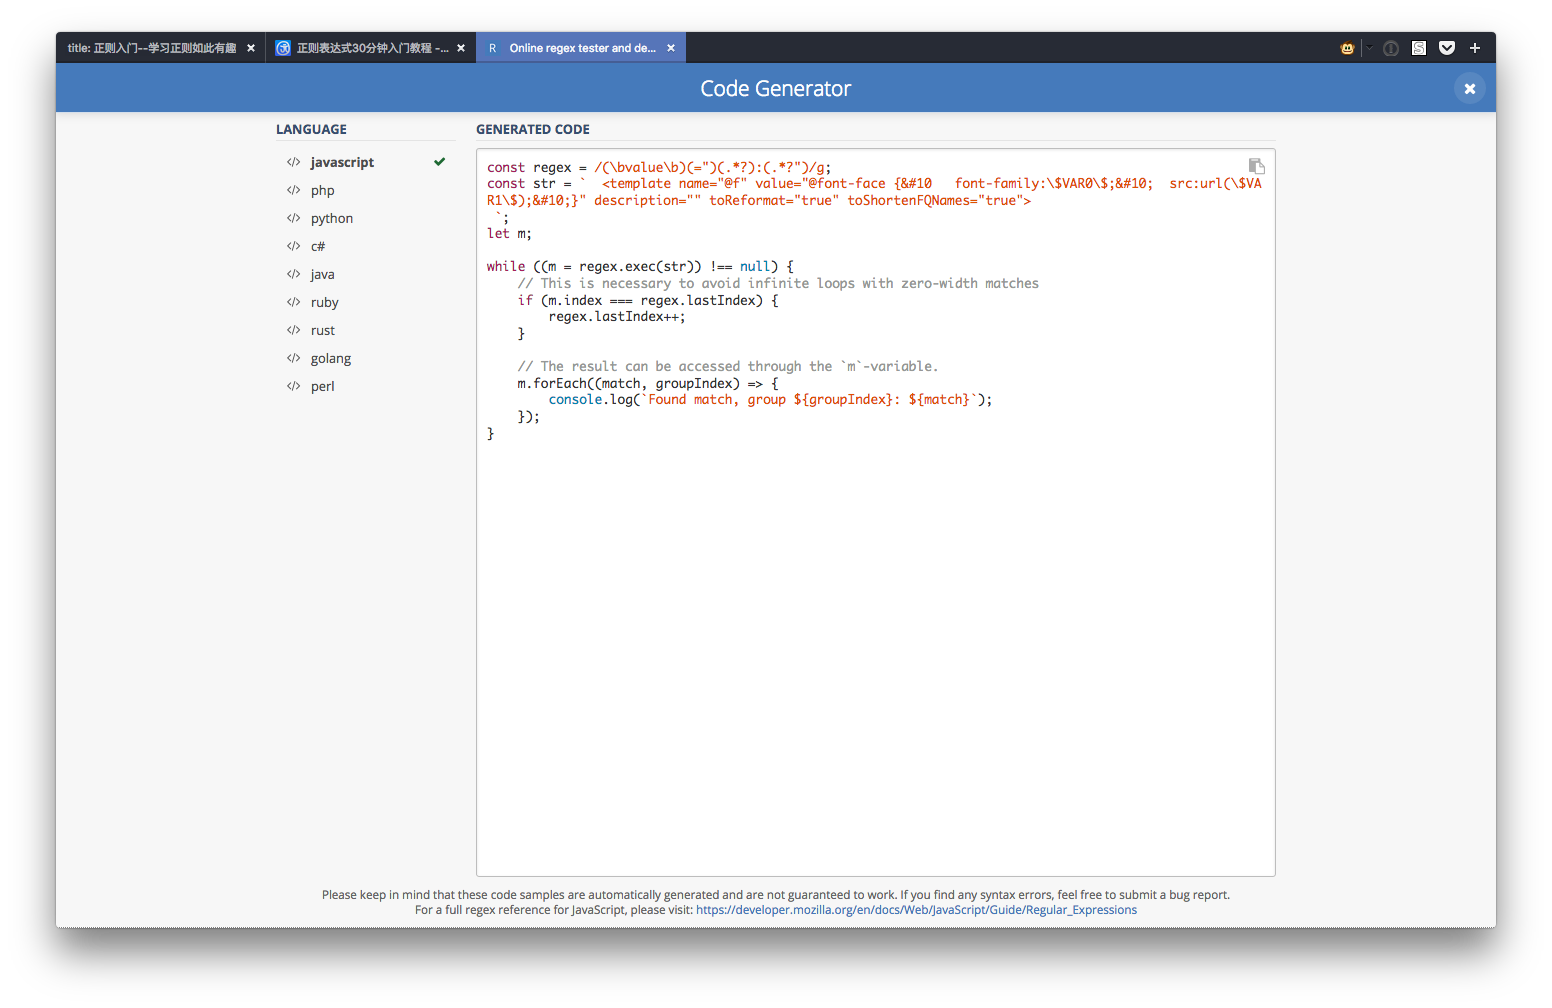 title: 正则入门--学习正则如此有趣
正则表达式30分钟入门教程 -...
R Online regex tester and de...
Code Generator
LANGUAGE
javascript
php
python
c#
java
ruby
rust
golang
perl
GENERATED CODE
const regex = /(\bvalue\b)(=")(.*?):(.*?")/g;
const str = `  <template name="@f" value="@font-face {&#10   font-family:\$VAR0\$;&#10;  src:url(\$VA
R1\$);&#10;}" description="" toReformat="true" toShortenFQNames="true">
 `;
let m;
while ((m = regex.exec(str)) !== null) {
    // This is necessary to avoid infinite loops with zero-width matches
    if (m.index === regex.lastIndex) {
        regex.lastIndex++;
    }
    // The result can be accessed through the `m`-variable.
    m.forEach((match, groupIndex) => {
        console.log(`Found match, group ${groupIndex}: ${match}`);
    });
}
Please keep in mind that these code samples are automatically generated and are not guaranteed to work. If you find any syntax errors, feel free to submit a bug report.
For a full regex reference for JavaScript, please visit: https://developer.mozilla.org/en/docs/Web/JavaScript/Guide/Regular_Expressions